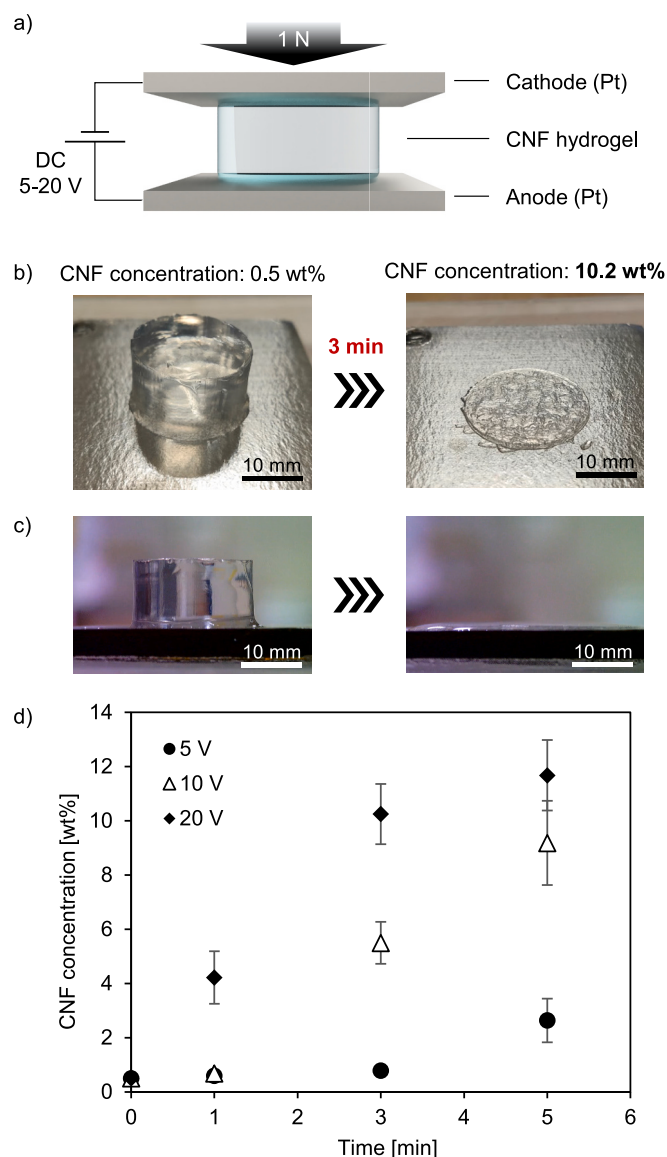 a)
1 N
Cathode (Pt)
CNF hydrogel
Anode (Pt)
DC
5-20 V
b)
CNF concentration: 0.5 wt%
CNF concentration: 10.2 wt%
3 min
10 mm
10 mm
c)
10 mm
10 mm
d)
14
12
10
8
6
4
2
0
CNF concentration [wt%]
5 V
10 V
20 V
0
1
2
3
4
5
6
Time [min]